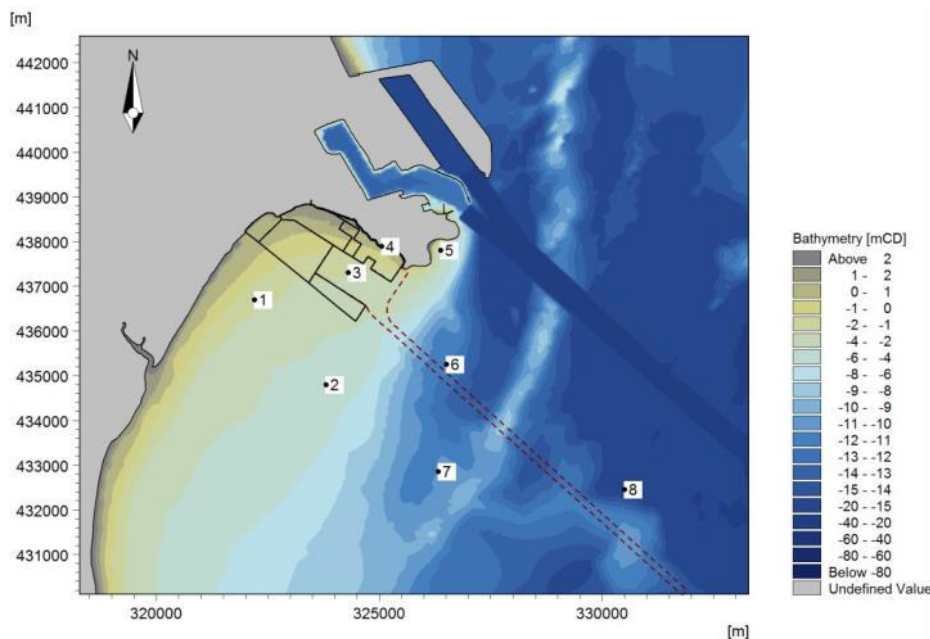 [m]
442000
441000
440000
439000
438000
437000
436000
435000
434000
433000
432000
431000
N
1
2
3
4
5
6
7
8
320000 325000 330000
[m]
Bathymetry [mCD]
Above 2
1 - 2
0 - 1
-1 - 0
-2 - -1
-4 - -2
-6 - -4
-8 - -6
-9 - -8
-10 - -9
-11 - -10
-12 - -11
-13 - -12
-14 - -13
-15 - -14
-20 - -15
-40 - -20
-60 - -40
-80 - -60
Below -80
Undefined Value